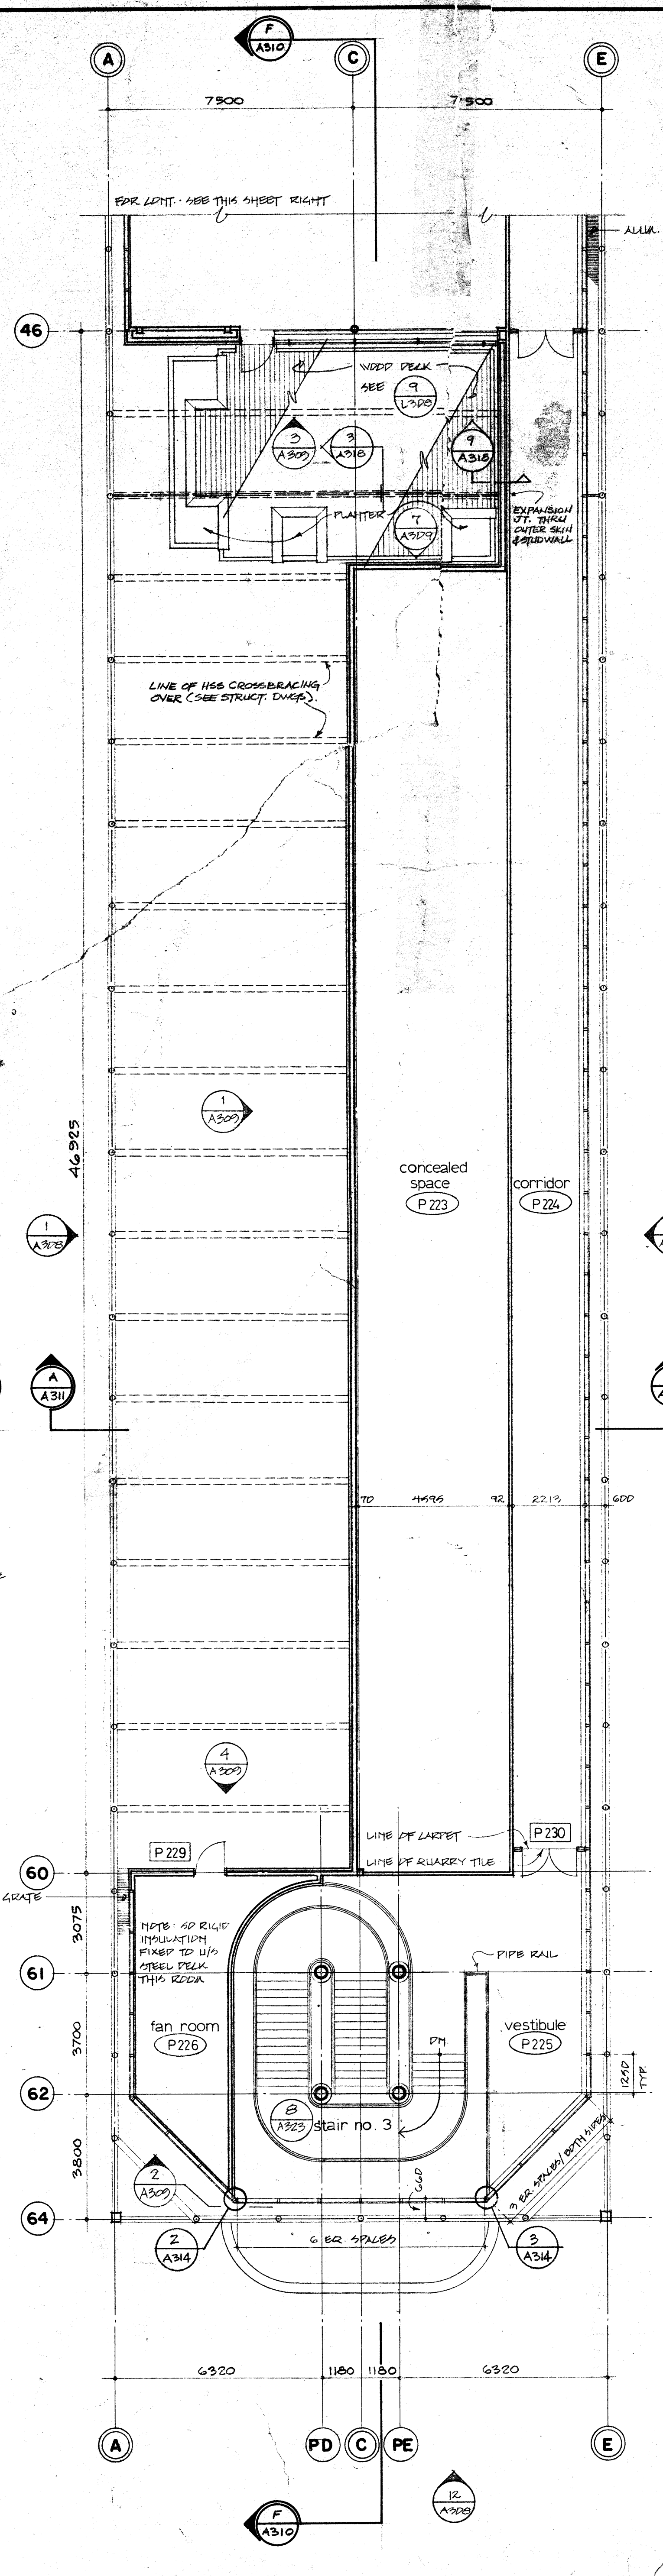 F
A310
A
C
E
7500
7500
FOR CONT. SEE THIS SHEET RIGHT
ALUM.
46
WOOD DECK
SEE
9
L308
3
A309
3
A318
9
A318
PLANTER
7
A309
EXPANSION
JT. THRU
OUTER SKIN
& STUDWALL
LINE OF HSS CROSSBRACING
OVER (SEE STRUCT. DWGS).
1
A309
46925
concealed
space
P 223
corridor
P 224
1
A308
A
A311
70
4595
92
2213
600
4
A309
P 229
LINE OF CARPET
P 230
LINE OF QUARRY TILE
60
GRATE
3075
NOTE: 50 RIGID
INSULATION
FIXED TO U/S
STEEL DECK
THIS ROOM
PIPE RAIL
61
fan room
P 226
vestibule
P 225
3700
DN.
1250
TYP.
62
8
A323
stair no. 3
3800
2
A309
660
3 EQ. SPACES/BOTH SIDES
64
2
A314
6 EQ. SPACES
3
A314
6320
1180
1180
6320
A
PD
C
PE
E
12
A308
F
A310